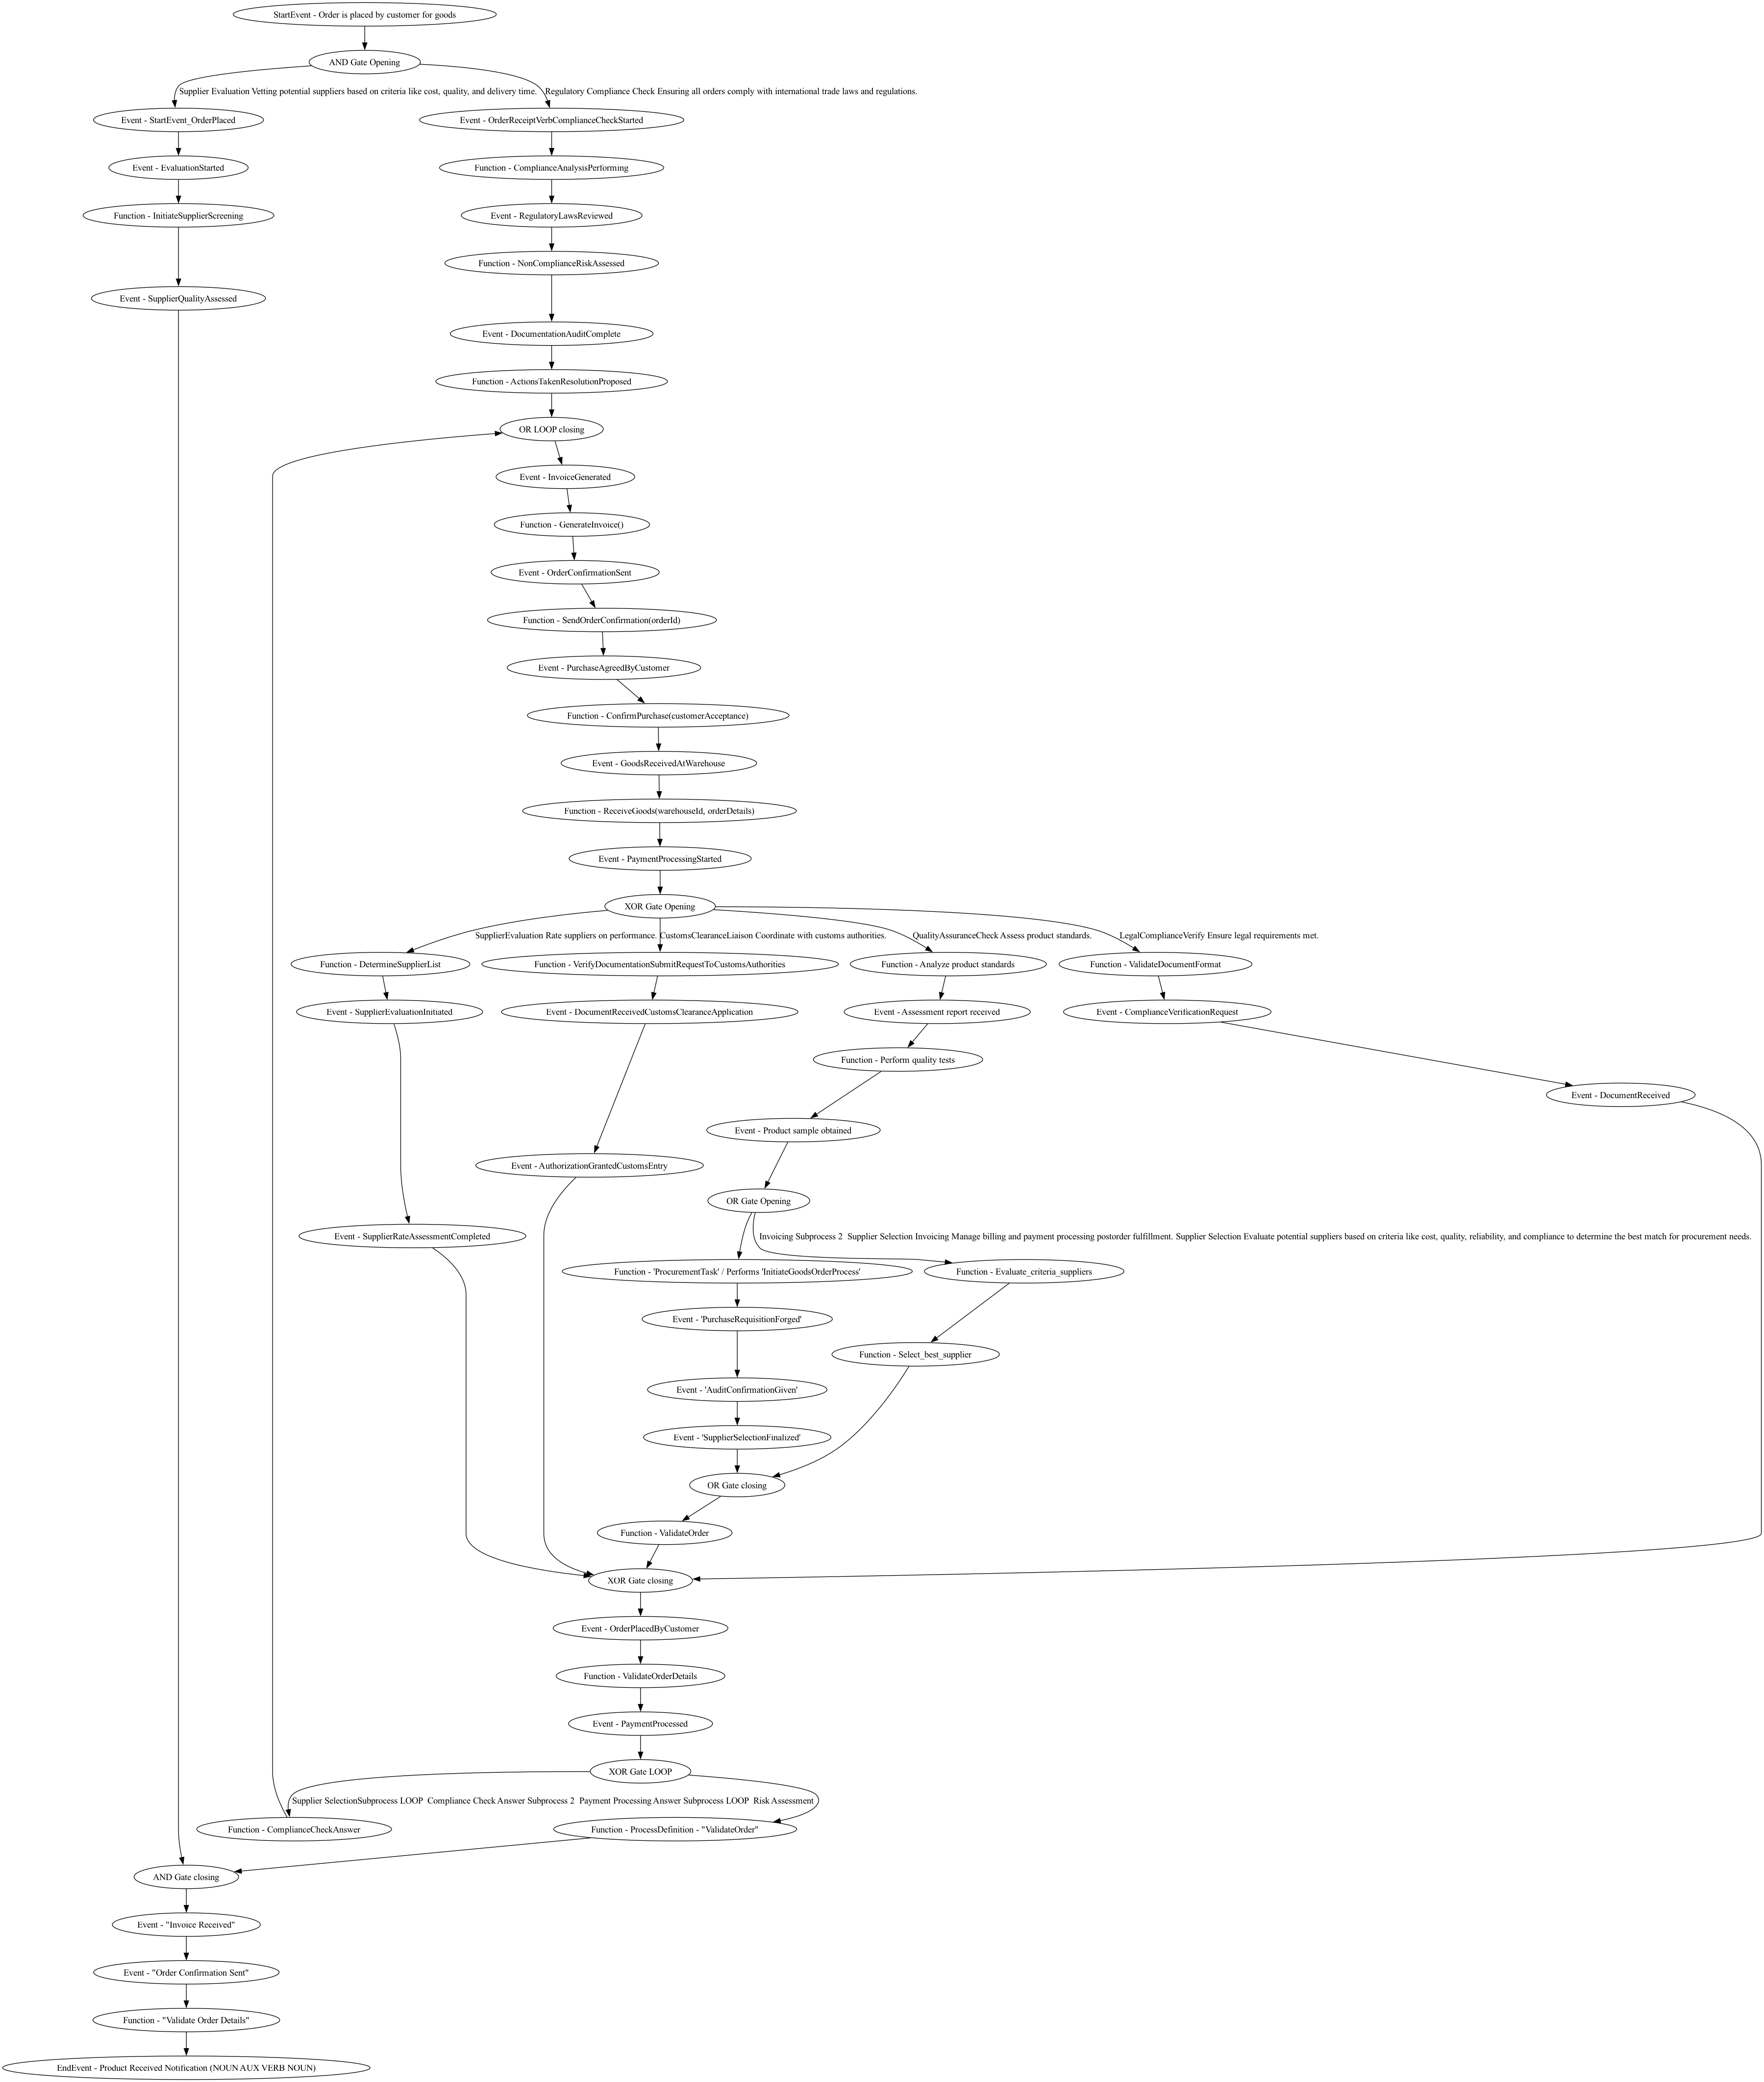 StartEvent - Order is placed by customer for goods
AND Gate Opening
Supplier Evaluation Vetting potential suppliers based on criteria like cost, quality, and delivery time.
Regulatory Compliance Check Ensuring all orders comply with international trade laws and regulations.
Event - StartEvent_OrderPlaced
Event - OrderReceiptVerbComplianceCheckStarted
Event - EvaluationStarted
Function - ComplianceAnalysisPerforming
Function - InitiateSupplierScreening
Event - RegulatoryLawsReviewed
Function - NonComplianceRiskAssessed
Event - SupplierQualityAssessed
Event - DocumentationAuditComplete
Function - ActionsTakenResolutionProposed
OR LOOP closing
Event - InvoiceGenerated
Function - GenerateInvoice()
Event - OrderConfirmationSent
Function - SendOrderConfirmation(orderId)
Event - PurchaseAgreedByCustomer
Function - ConfirmPurchase(customerAcceptance)
Event - GoodsReceivedAtWarehouse
Function - ReceiveGoods(warehouseId, orderDetails)
Event - PaymentProcessingStarted
XOR Gate Opening
SupplierEvaluation Rate suppliers on performance.
CustomsClearanceLiaison Coordinate with customs authorities.
QualityAssuranceCheck Assess product standards.
LegalComplianceVerify Ensure legal requirements met.
Function - DetermineSupplierList
Function - VerifyDocumentationSubmitRequestToCustomsAuthorities
Function - Analyze product standards
Function - ValidateDocumentFormat
Event - SupplierEvaluationInitiated
Event - DocumentReceivedCustomsClearanceApplication
Event - Assessment report received
Event - ComplianceVerificationRequest
Function - Perform quality tests
Event - DocumentReceived
Event - Product sample obtained
Event - AuthorizationGrantedCustomsEntry
OR Gate Opening
Event - SupplierRateAssessmentCompleted
Invoicing Subprocess 2  Supplier Selection Invoicing Manage billing and payment processing postorder fulfillment. Supplier Selection Evaluate potential suppliers based on criteria like cost, quality, reliability, and compliance to determine the best match for procurement needs.
Function - 'ProcurementTask' / Performs 'InitiateGoodsOrderProcess'
Function - Evaluate_criteria_suppliers
Event - 'PurchaseRequisitionForged'
Function - Select_best_supplier
Event - 'AuditConfirmationGiven'
Event - 'SupplierSelectionFinalized'
OR Gate closing
Function - ValidateOrder
XOR Gate closing
Event - OrderPlacedByCustomer
Function - ValidateOrderDetails
Event - PaymentProcessed
XOR Gate LOOP
Supplier SelectionSubprocess LOOP  Compliance Check Answer Subprocess 2  Payment Processing Answer Subprocess LOOP  Risk Assessment
Function - ComplianceCheckAnswer
Function - ProcessDefinition - "ValidateOrder"
AND Gate closing
Event - "Invoice Received"
Event - "Order Confirmation Sent"
Function - "Validate Order Details"
EndEvent - Product Received Notification (NOUN AUX VERB NOUN)